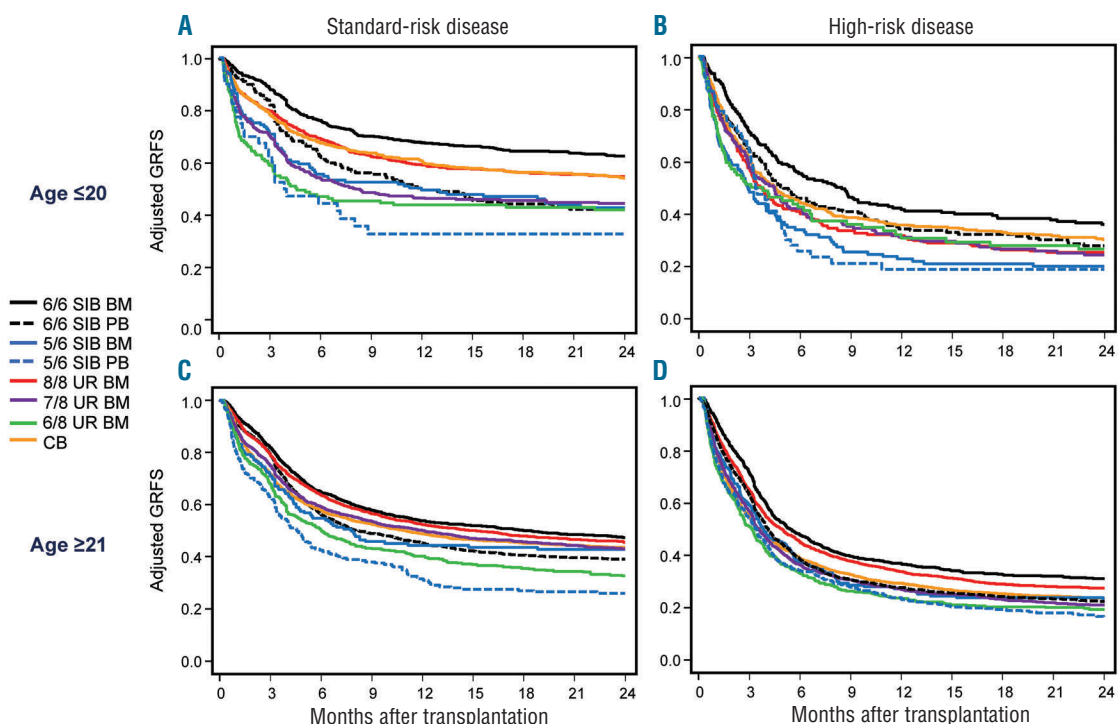 A
Standard-risk disease
B
High-risk disease
Age ≤20
Adjusted GRFS
1.0
0.8
0.6
0.4
0.2
0.0
0 3 6 9 12 15 18 21 24
1.0
0.8
0.6
0.4
0.2
0.0
0 3 6 9 12 15 18 21 24
6/6 SIB BM
6/6 SIB PB
5/6 SIB BM
5/6 SIB PB
8/8 UR BM
7/8 UR BM
6/8 UR BM
CB
C
D
Age ≥21
Adjusted GRFS
1.0
0.8
0.6
0.4
0.2
0.0
0 3 6 9 12 15 18 21 24
Months after transplantation
1.0
0.8
0.6
0.4
0.2
0.0
0 3 6 9 12 15 18 21 24
Months after transplantation